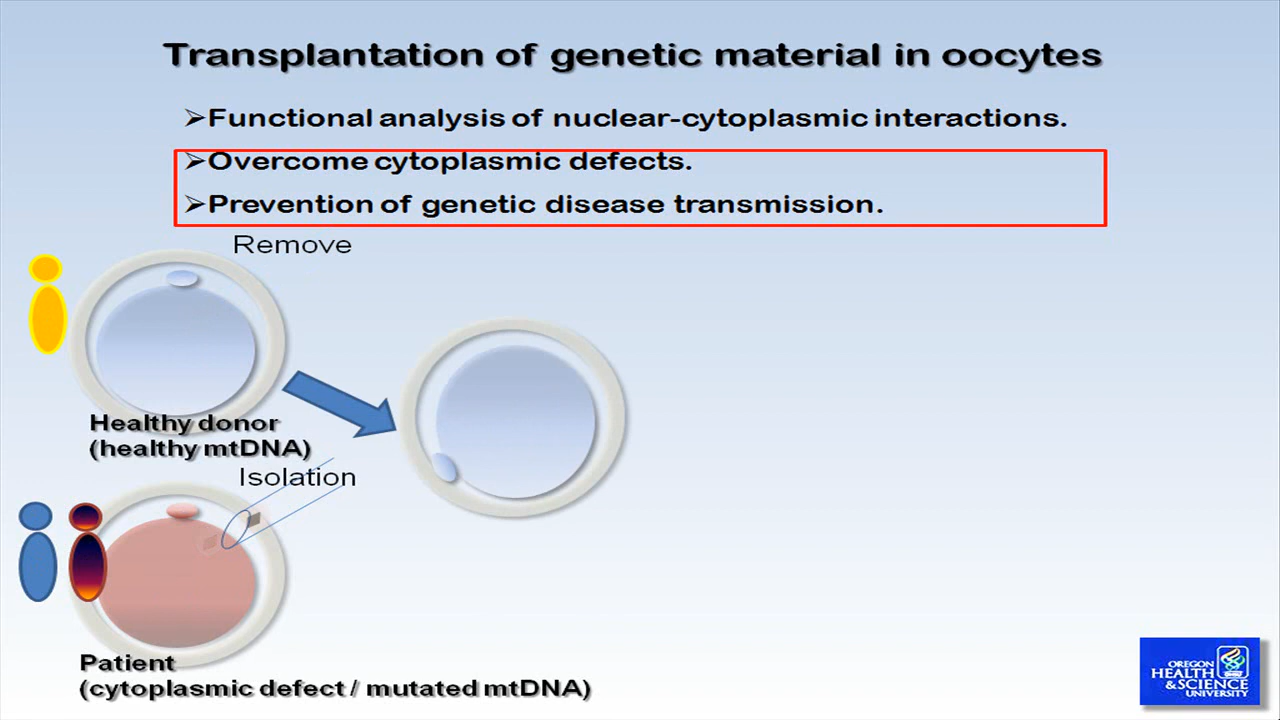 Transplantation of genetic material in oocytes
➢Functional analysis of nuclear-cytoplasmic interactions.
➢Overcome cytoplasmic defects.
➢Prevention of genetic disease transmission.
Remove
Healthy donor
(healthy mtDNA)
Isolation
Patient
(cytoplasmic defect / mutated mtDNA)
OREGON
HEALTH
&SCIENCE
UNIVERSITY